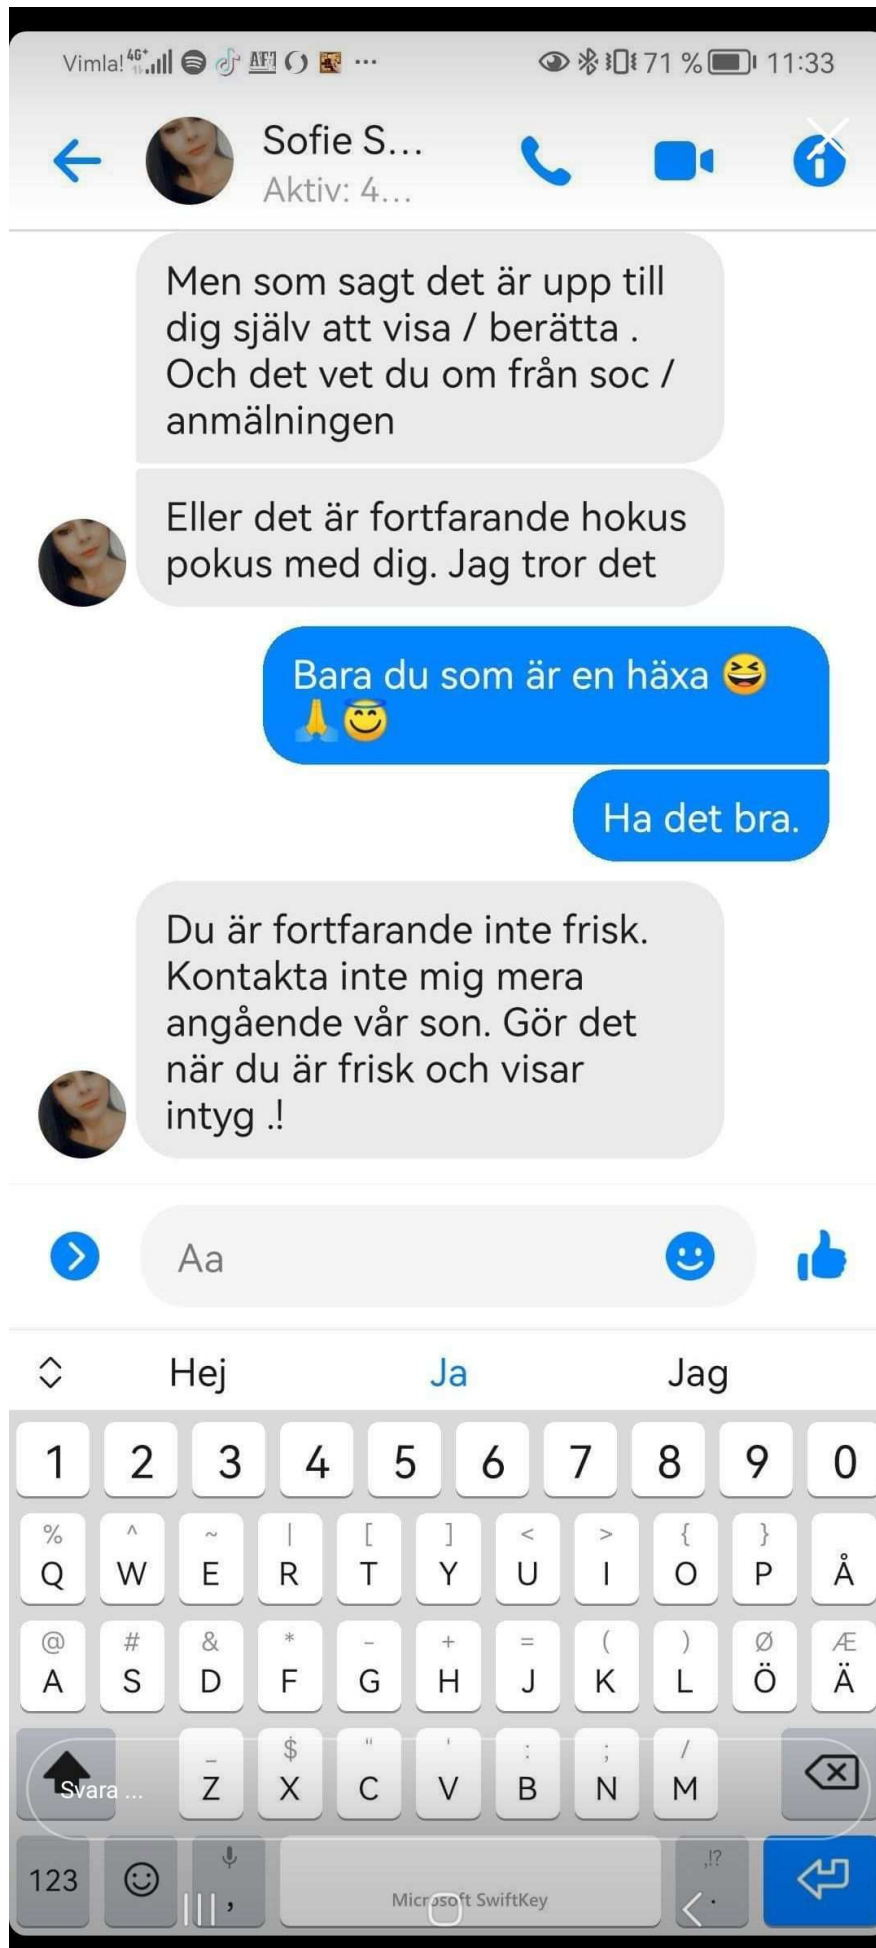 Vimla! 4G+ AFJ ... 71 % 11:33
Sofie S...
Aktiv: 4...
Men som sagt det är upp till
dig själv att visa / berätta .
Och det vet du om från soc /
anmälningen
Eller det är fortfarande hokus
pokus med dig. Jag tror det
Bara du som är en häxa 😆
🙏😇
Ha det bra.
Du är fortfarande inte frisk.
Kontakta inte mig mera
angående vår son. Gör det
när du är frisk och visar
intyg .!
Aa
Hej Ja Jag
1 2 3 4 5 6 7 8 9 0
% ^ ~ | [ ] < > { }
Q W E R T Y U I O P Å
@ # & * - + = ( ) Ø Æ
A S D F G H J K L Ö Ä
_ $ " ' : ; /
Svara ... Z X C V B N M
123 , Microsoft SwiftKey ,!? .